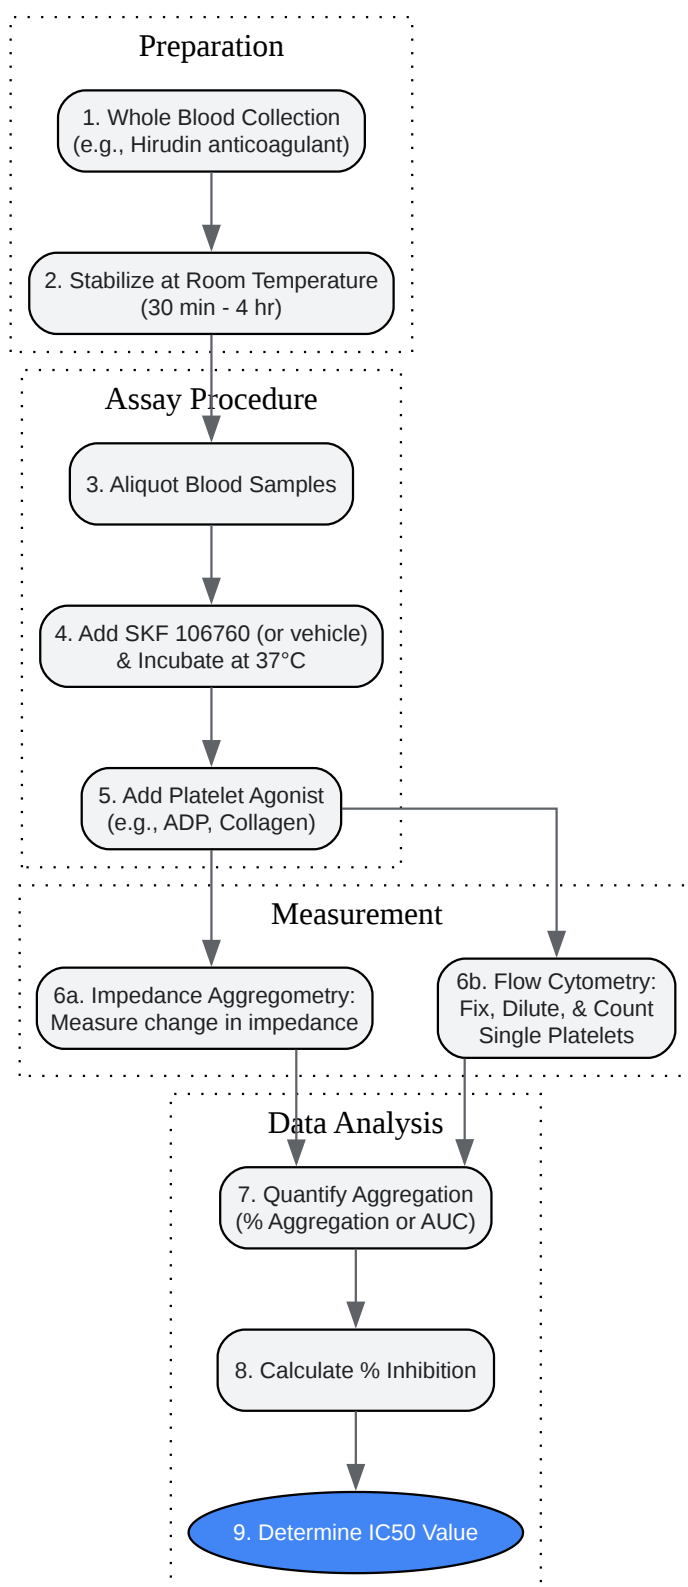 Preparation
1. Whole Blood Collection
(e.g., Hirudin anticoagulant)
2. Stabilize at Room Temperature
(30 min - 4 hr)
Assay Procedure
3. Aliquot Blood Samples
4. Add SKF 106760 (or vehicle)
& Incubate at 37°C
5. Add Platelet Agonist
(e.g., ADP, Collagen)
Measurement
6a. Impedance Aggregometry:
Measure change in impedance
6b. Flow Cytometry:
Fix, Dilute, & Count
Single Platelets
Data Analysis
7. Quantify Aggregation
(% Aggregation or AUC)
8. Calculate % Inhibition
9. Determine IC50 Value